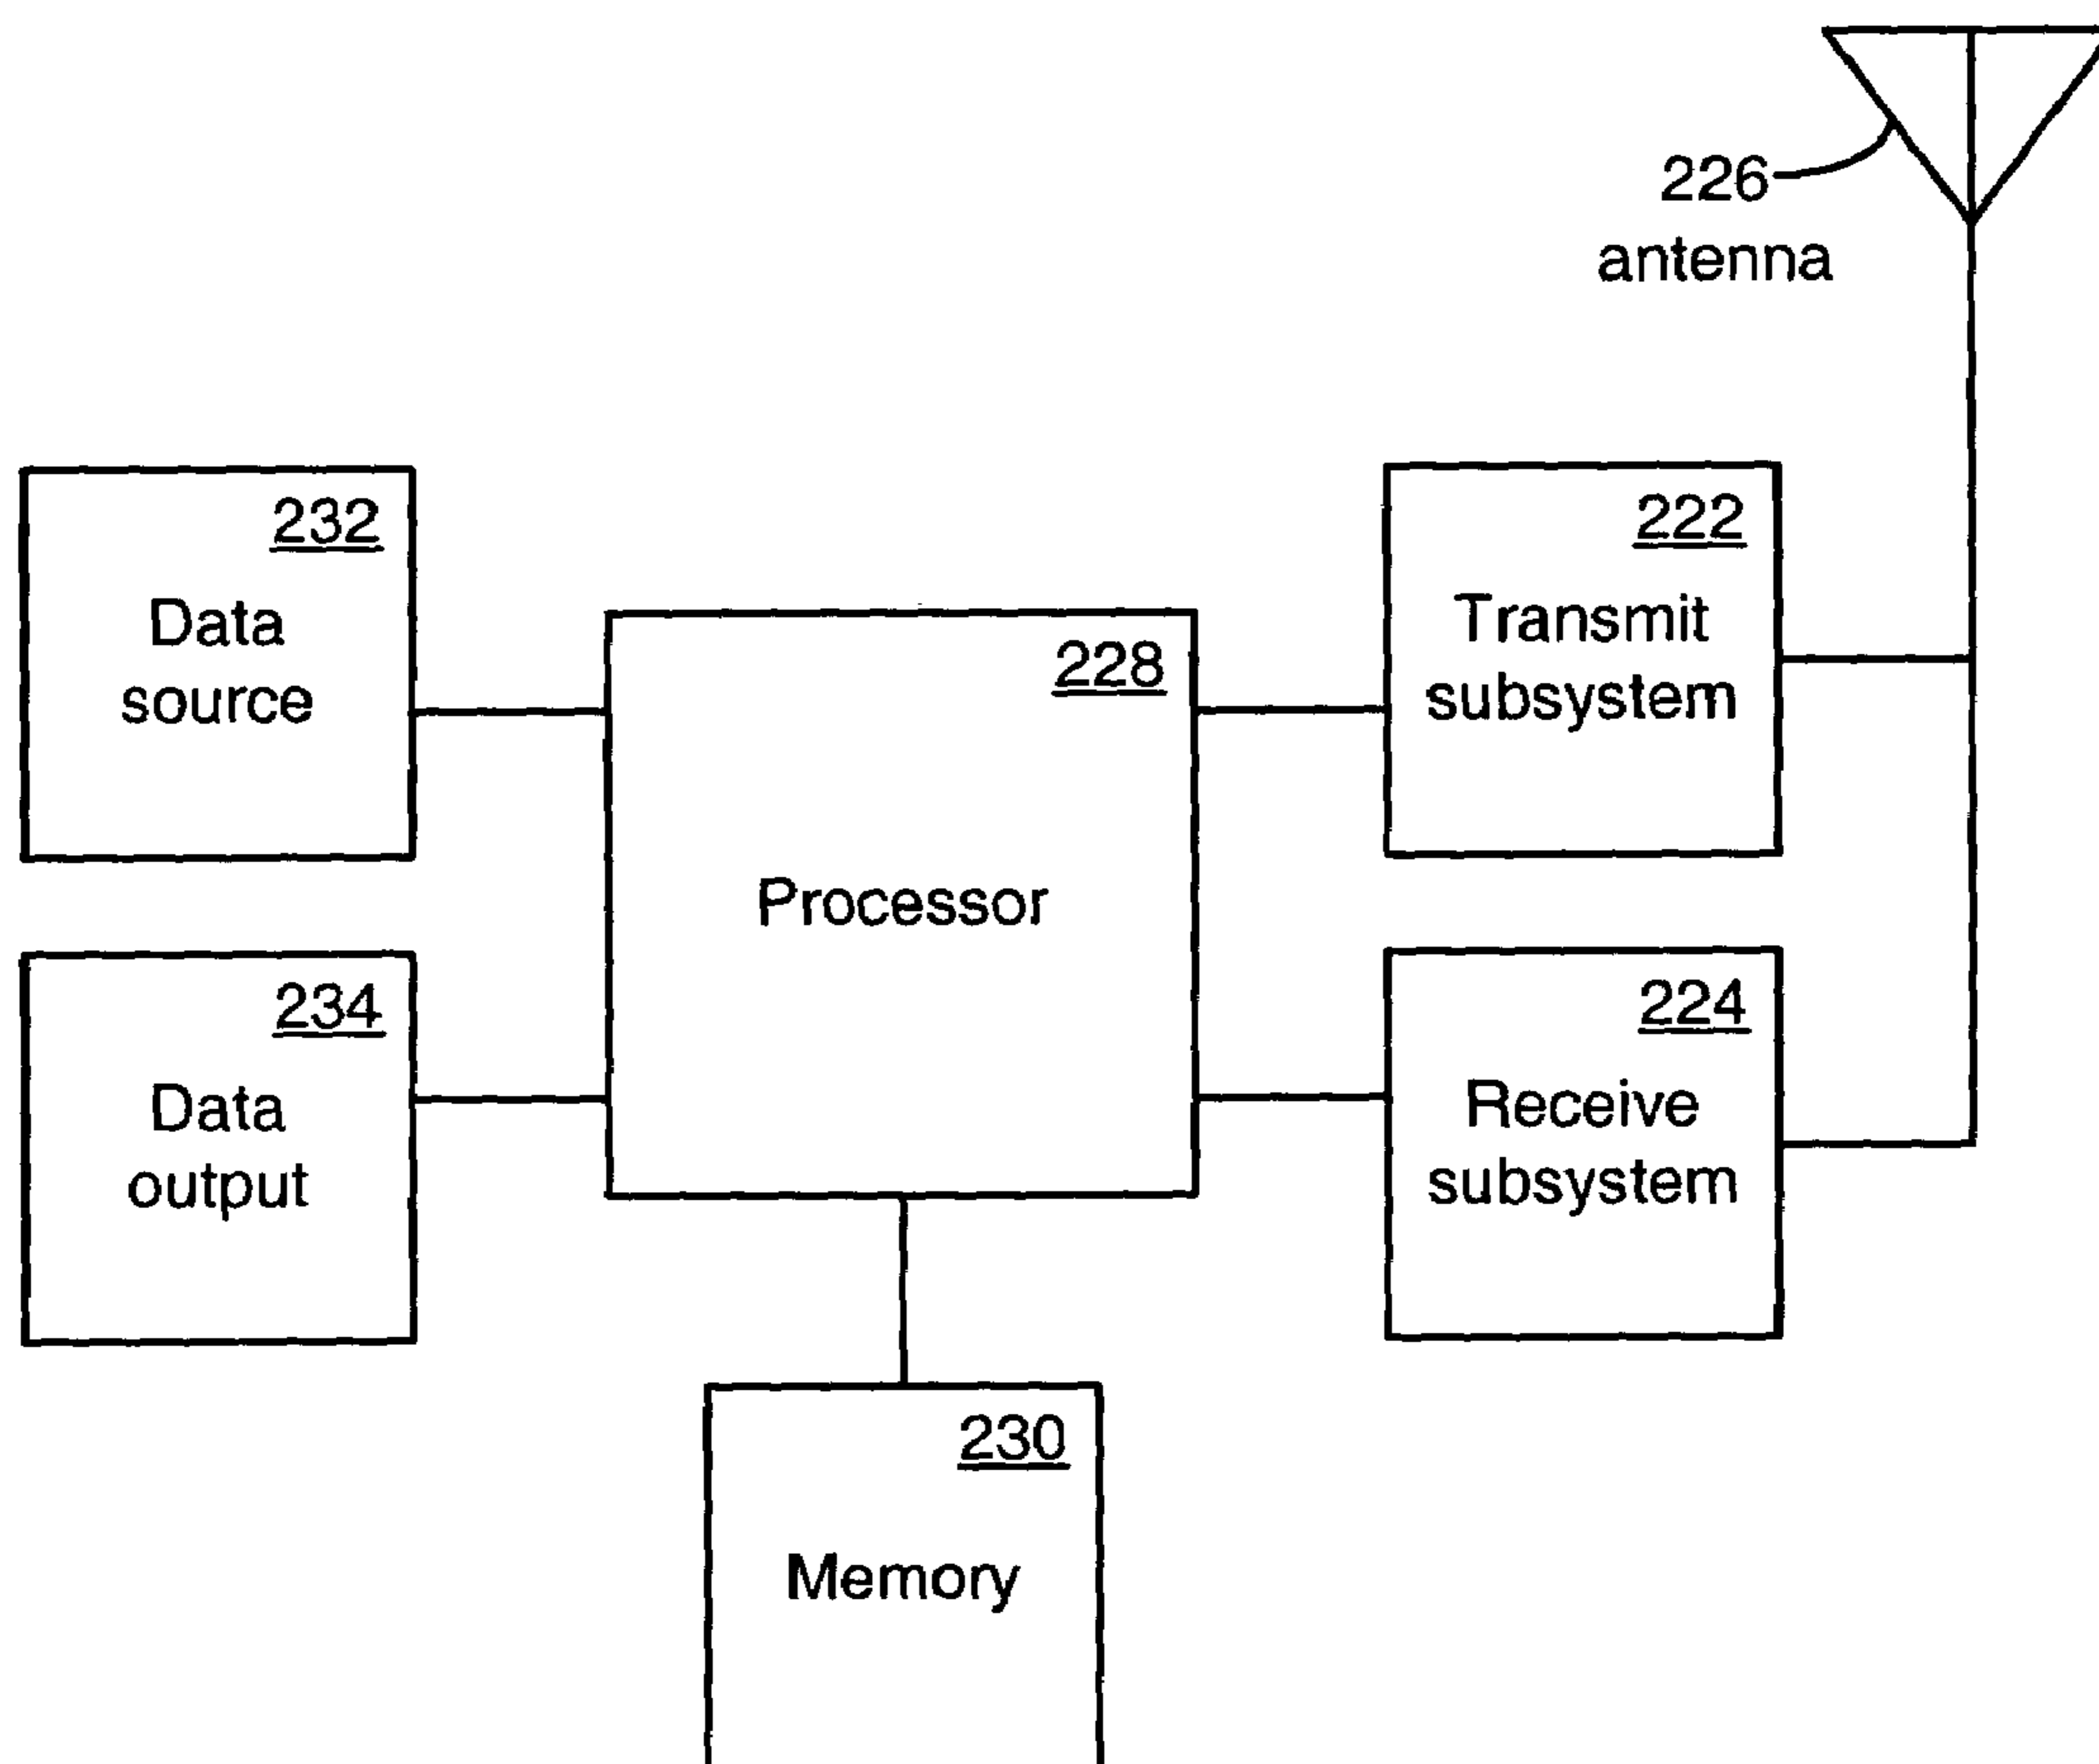 226
antenna
232
Data
source
222
Transmit
subsystem
228
Processor
234
Data
output
224
Receive
subsystem
230
Memory